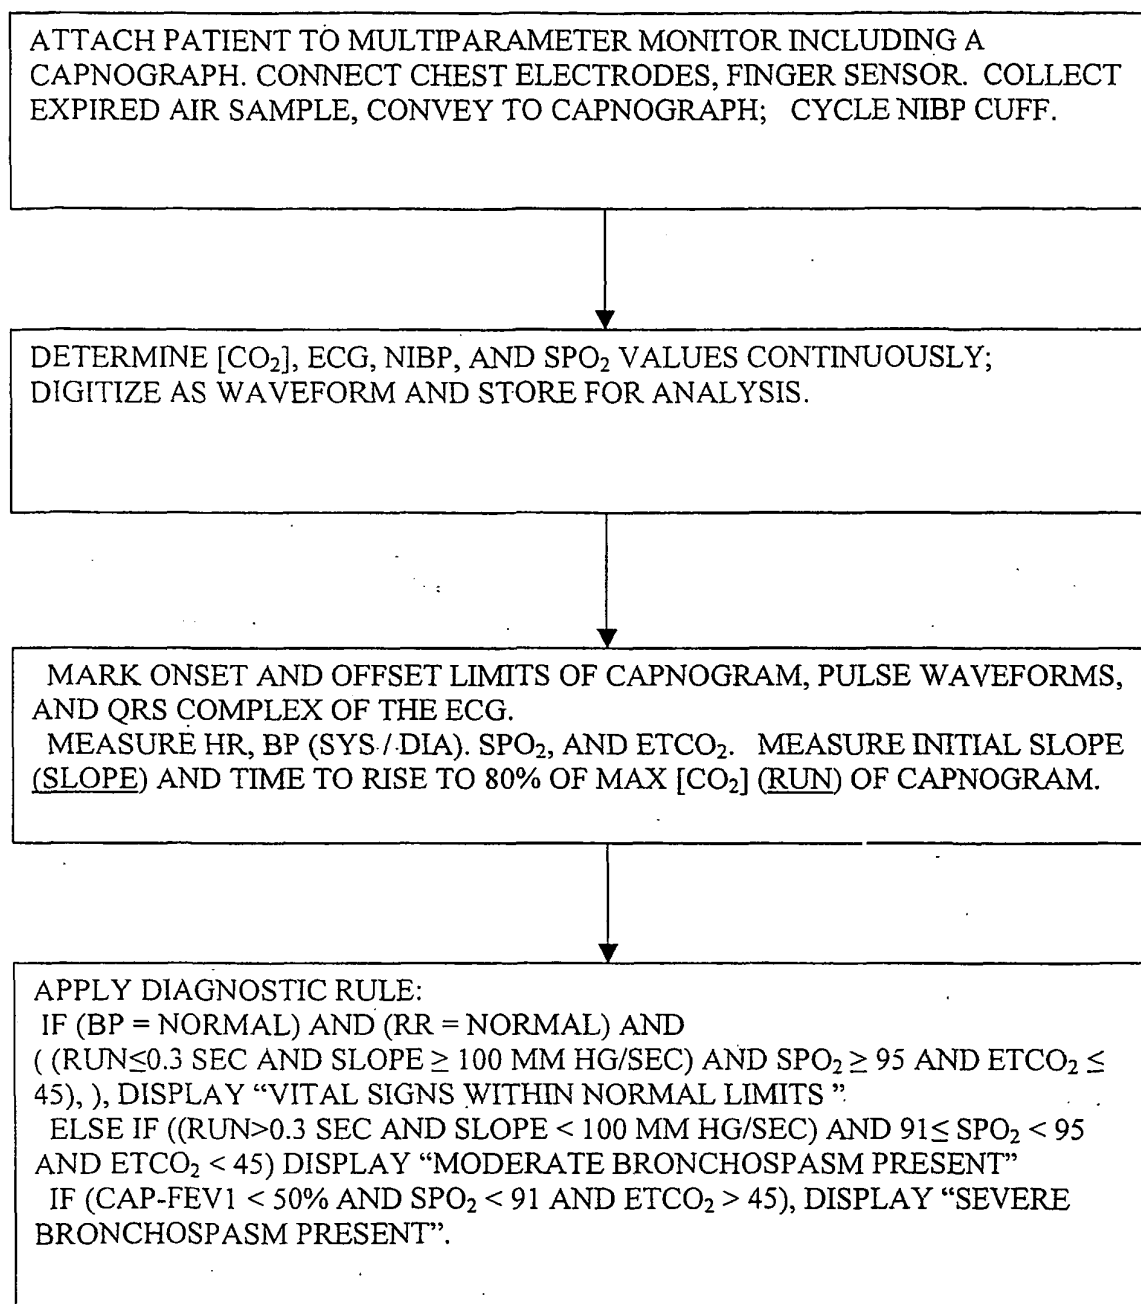 ATTACH PATIENT TO MULTIPARAMETER MONITOR INCLUDING A
CAPNOGRAPH. CONNECT CHEST ELECTRODES, FINGER SENSOR. COLLECT
EXPIRED AIR SAMPLE, CONVEY TO CAPNOGRAPH; CYCLE NIBP CUFF.
DETERMINE [CO₂], ECG, NIBP, AND SPO₂ VALUES CONTINUOUSLY;
DIGITIZE AS WAVEFORM AND STORE FOR ANALYSIS.
MARK ONSET AND OFFSET LIMITS OF CAPNOGRAM, PULSE WAVEFORMS,
AND QRS COMPLEX OF THE ECG.
MEASURE HR, BP (SYS / DIA). SPO₂, AND ETCO₂. MEASURE INITIAL SLOPE
(SLOPE) AND TIME TO RISE TO 80% OF MAX [CO₂] (RUN) OF CAPNOGRAM.
APPLY DIAGNOSTIC RULE:
IF (BP = NORMAL) AND (RR = NORMAL) AND
( (RUN≤0.3 SEC AND SLOPE ≥ 100 MM HG/SEC) AND SPO₂ ≥ 95 AND ETCO₂ ≤
45), ), DISPLAY “VITAL SIGNS WITHIN NORMAL LIMITS ”
ELSE IF ((RUN>0.3 SEC AND SLOPE < 100 MM HG/SEC) AND 91≤ SPO₂ < 95
AND ETCO₂ < 45) DISPLAY “MODERATE BRONCHOSPASM PRESENT”
IF (CAP-FEV1 < 50% AND SPO₂ < 91 AND ETCO₂ > 45), DISPLAY “SEVERE
BRONCHOSPASM PRESENT”.